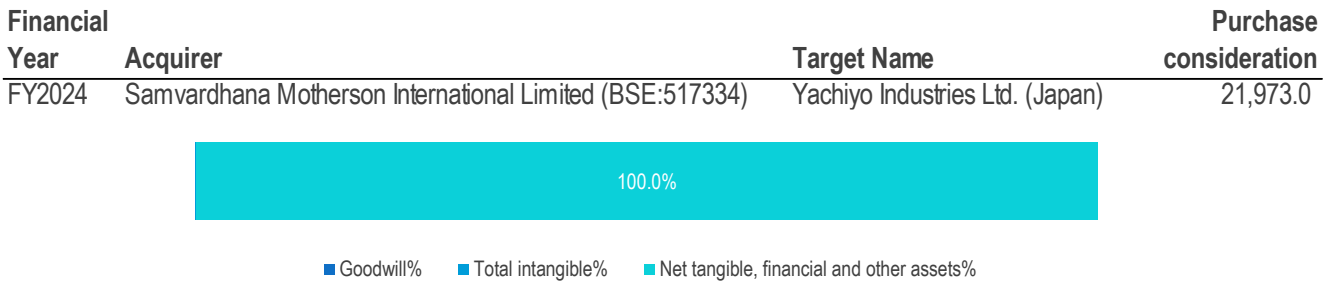 Financial Purchase
Year Acquirer Target Name consideration
FY2024 Samvardhana Motherson International Limited (BSE:517334) Yachiyo Industries Ltd. (Japan) 21,973.0
100.0%
Goodwill% Total intangible% Net tangible, financial and other assets%